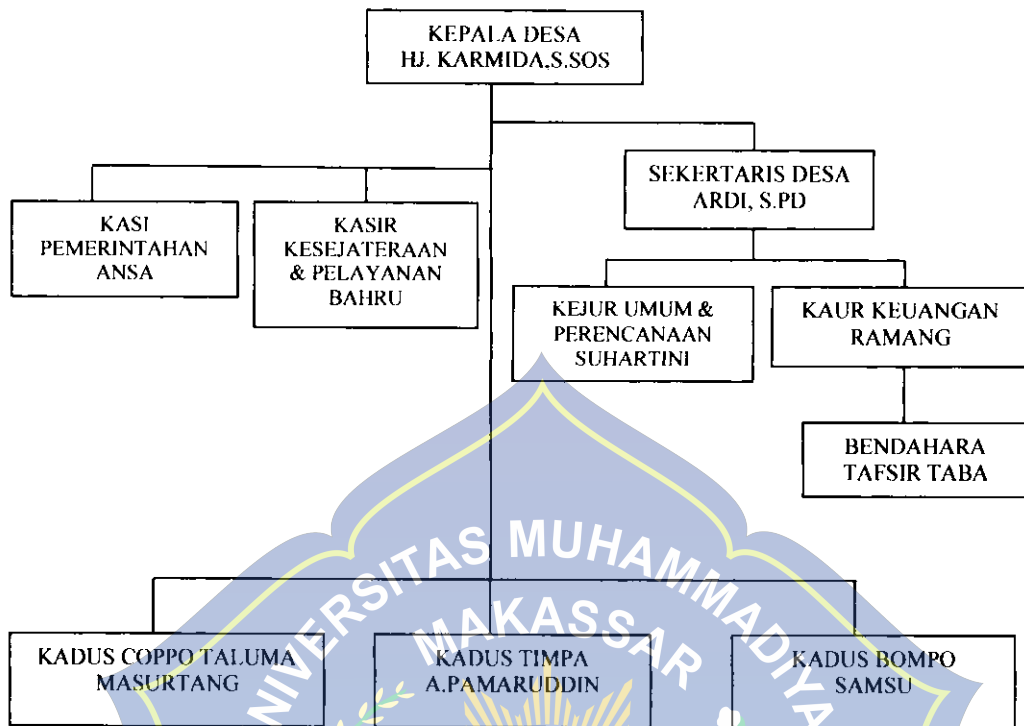 KEPALA DESA
HJ. KARMIDA,S.SOS
SEKERTARIS DESA
ARDI, S.PD
KASI
PEMERINTAHAN
ANSA
KASIR
KESEJATERAAN
& PELAYANAN
BAHRU
KEJUR UMUM &
PERENCANAAN
SUHARTINI
KAUR KEUANGAN
RAMANG
BENDAHARA
TAFSIR TABA
UNIVERSITAS MUHAMMADIYA
MAKASSAR
KADUS COPPO TALUMA
MASURTANG
KADUS TIMPA
A.PAMARUDDIN
KADUS BOMPO
SAMSU